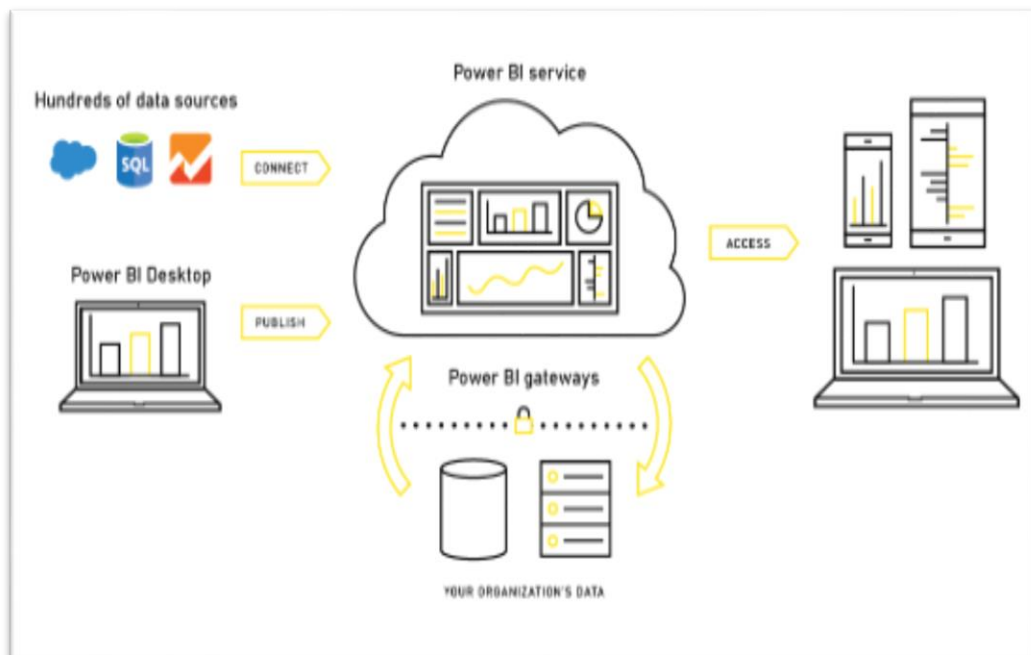 Power BI service
Hundreds of data sources
SQL
CONNECT
ACCESS
Power BI Desktop
PUBLISH
Power BI gateways
YOUR ORGANIZATION'S DATA